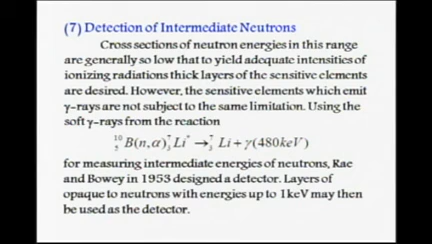 (7) Detection of Intermediate Neutrons
Cross sections of neutron energies in this range
are generally so low that to yield adequate intensities of
ionizing radiations thick layers of the sensitive elements
are desired. However, the sensitive elements which emit
γ-rays are not subject to the same limitation. Using the
soft γ-rays from the reaction
¹⁰₅B(n,α)⁷₃Li* →⁷₃Li+γ(480keV)
for measuring intermediate energies of neutrons, Rae
and Bowey in 1953 designed a detector. Layers of
opaque to neutrons with energies up to 1keV may then
be used as the detector.